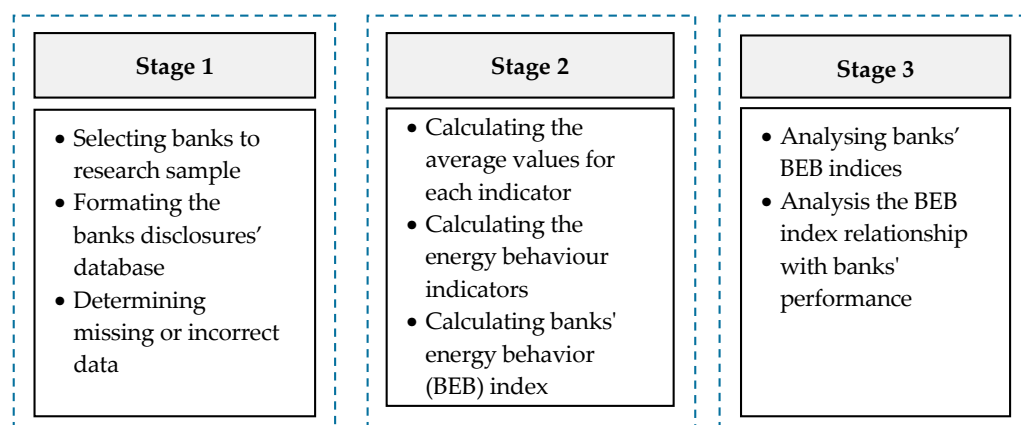 Stage 1
• Selecting banks to
research sample
• Formating the
banks disclosures’
database
• Determining
missing or incorrect
data
Stage 2
• Calculating the
average values for
each indicator
• Calculating the
energy behaviour
indicators
• Calculating banks'
energy behavior
(BEB) index
Stage 3
• Analysing banks’
BEB indices
• Analysis the BEB
index relationship
with banks'
performance